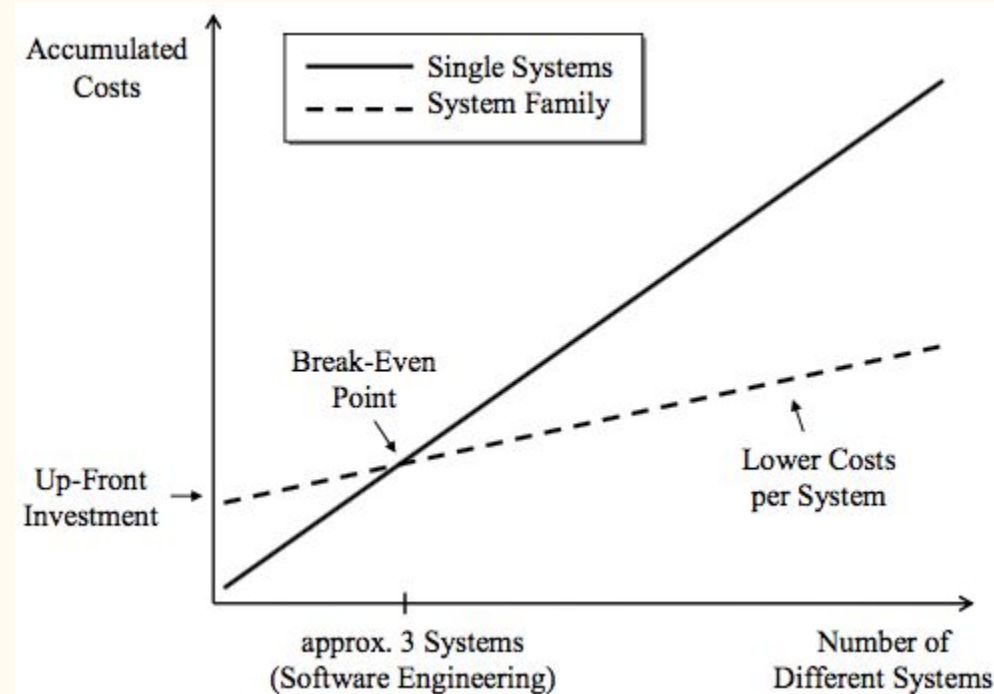 Accumulated
Costs
Single Systems
System Family
Break-Even
Point
Up-Front
Investment
Lower Costs
per System
approx. 3 Systems
(Software Engineering)
Number of
Different Systems